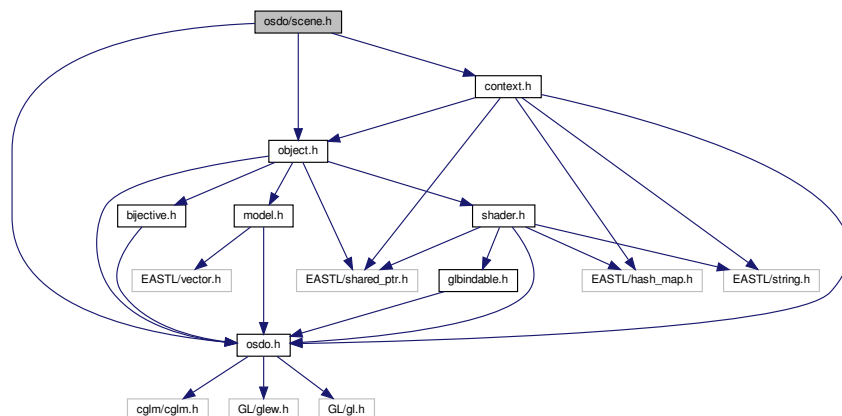 osdo/scene.h
context.h
object.h
bijective.h
model.h
shader.h
EASTL/vector.h
EASTL/shared_ptr.h
glbindable.h
EASTL/hash_map.h
EASTL/string.h
osdo.h
cglm/cglm.h
GL/glew.h
GL/gl.h